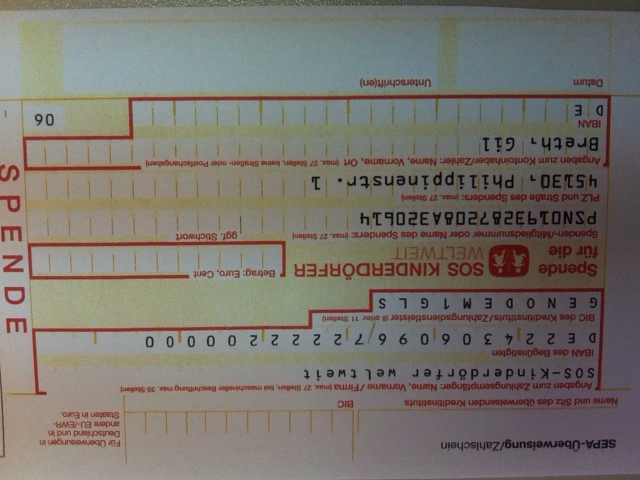 SEPA-Überweisung/Zahlschein
Für Überweisungen in
Deutschland und in
andere EU-/EWR-
Staaten in Euro.
Name und Sitz des überweisenden Kreditinstituts
BIC
Angaben zum Zahlungsempfänger: Name, Vorname / Firma (max. 27 Stellen, bei maschineller Beschriftung max. 35 Stellen)
SOS-Kinderdörfer weltweit
IBAN des Begünstigten
DE22430609672222200000
BIC des Kreditinstituts/Zahlungsdienstleister (8 oder 11 Stellen)
GENODEM1GLS
SPENDE
Spende
für die
SOS KINDERDÖRFER
WELTWEIT
Betrag: Euro, Cent
Spenden-/Mitgliedsnummer oder Name des Spenders: (max. 27 Stellen)
ggf. Stichwort
PSN019328720BA320614
PLZ und Straße des Spenders: (max. 27 Stellen)
45130, Philippinenstr. 1
Angaben zum Kontoinhaber/Zahler: Name, Vorname, Ort (max. 27 Stellen, keine Straßen- oder Postfachangaben)
Breth, Gil
IBAN
DE
06
Datum
Unterschrift(en)